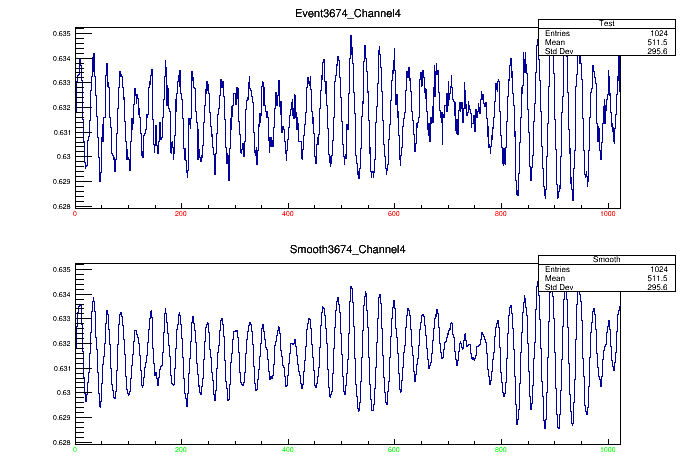 Event3674_Channel4
Test
Entries 1024
Mean 511.5
Std Dev 295.6
0.635
0.634
0.633
0.632
0.631
0.63
0.629
0.628
0 200 400 600 800 1000
Smooth3674_Channel4
Smooth
Entries 1024
Mean 511.5
Std Dev 295.6
0.635
0.634
0.633
0.632
0.631
0.63
0.629
0.628
0 200 400 600 800 1000